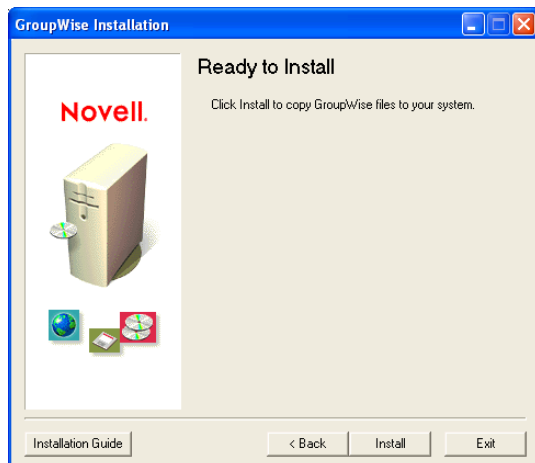 GroupWise Installation
Novell.
Ready to Install
Click Install to copy GroupWise files to your system.
Installation Guide
< Back
Install
Exit